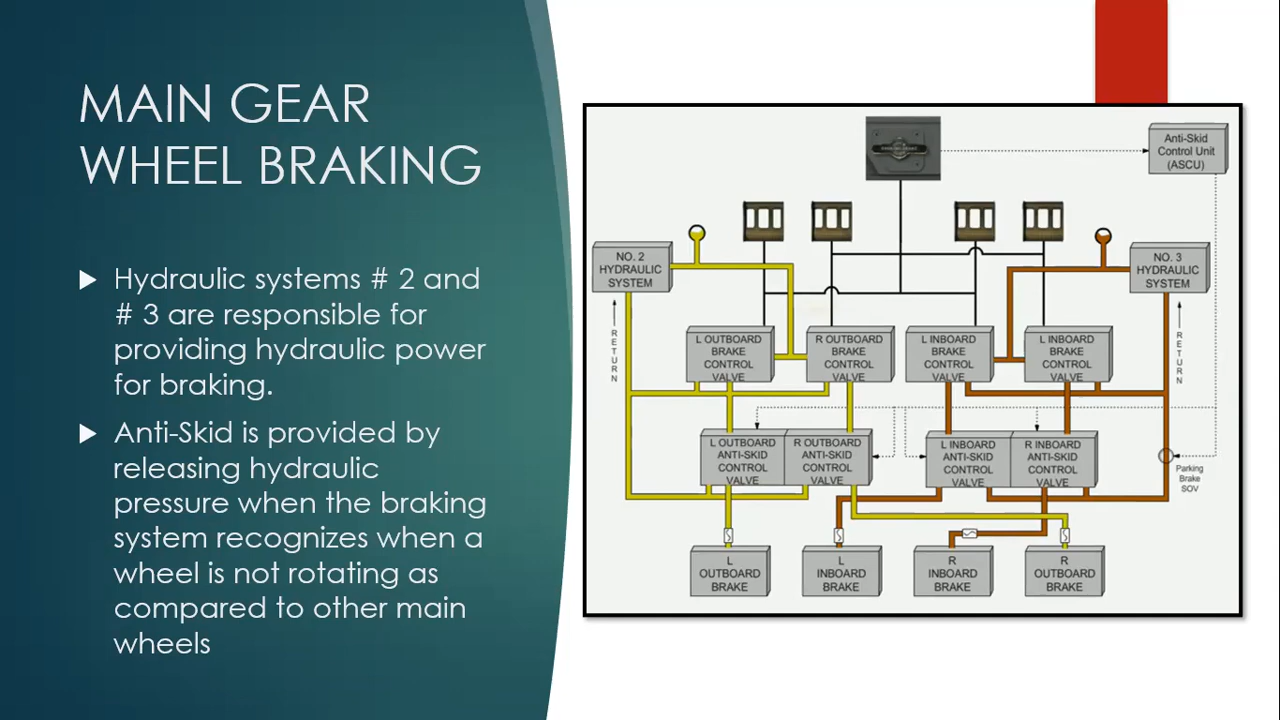 MAIN GEAR
WHEEL BRAKING
Hydraulic systems # 2 and
# 3 are responsible for
providing hydraulic power
for braking.
Anti-Skid is provided by
releasing hydraulic
pressure when the braking
system recognizes when a
wheel is not rotating as
compared to other main
wheels
Anti-Skid
Control Unit
(ASCU)
NO. 2
HYDRAULIC
SYSTEM
NO. 3
HYDRAULIC
SYSTEM
RETURN
RETURN
L OUTBOARD
BRAKE
CONTROL
VALVE
R OUTBOARD
BRAKE
CONTROL
VALVE
L INBOARD
BRAKE
CONTROL
VALVE
L INBOARD
BRAKE
CONTROL
VALVE
L OUTBOARD
ANTI-SKID
CONTROL
VALVE
R OUTBOARD
ANTI-SKID
CONTROL
VALVE
L INBOARD
ANTI-SKID
CONTROL
VALVE
R INBOARD
ANTI-SKID
CONTROL
VALVE
Parking
Brake
SOV
L
OUTBOARD
BRAKE
L
INBOARD
BRAKE
R
INBOARD
BRAKE
R
OUTBOARD
BRAKE